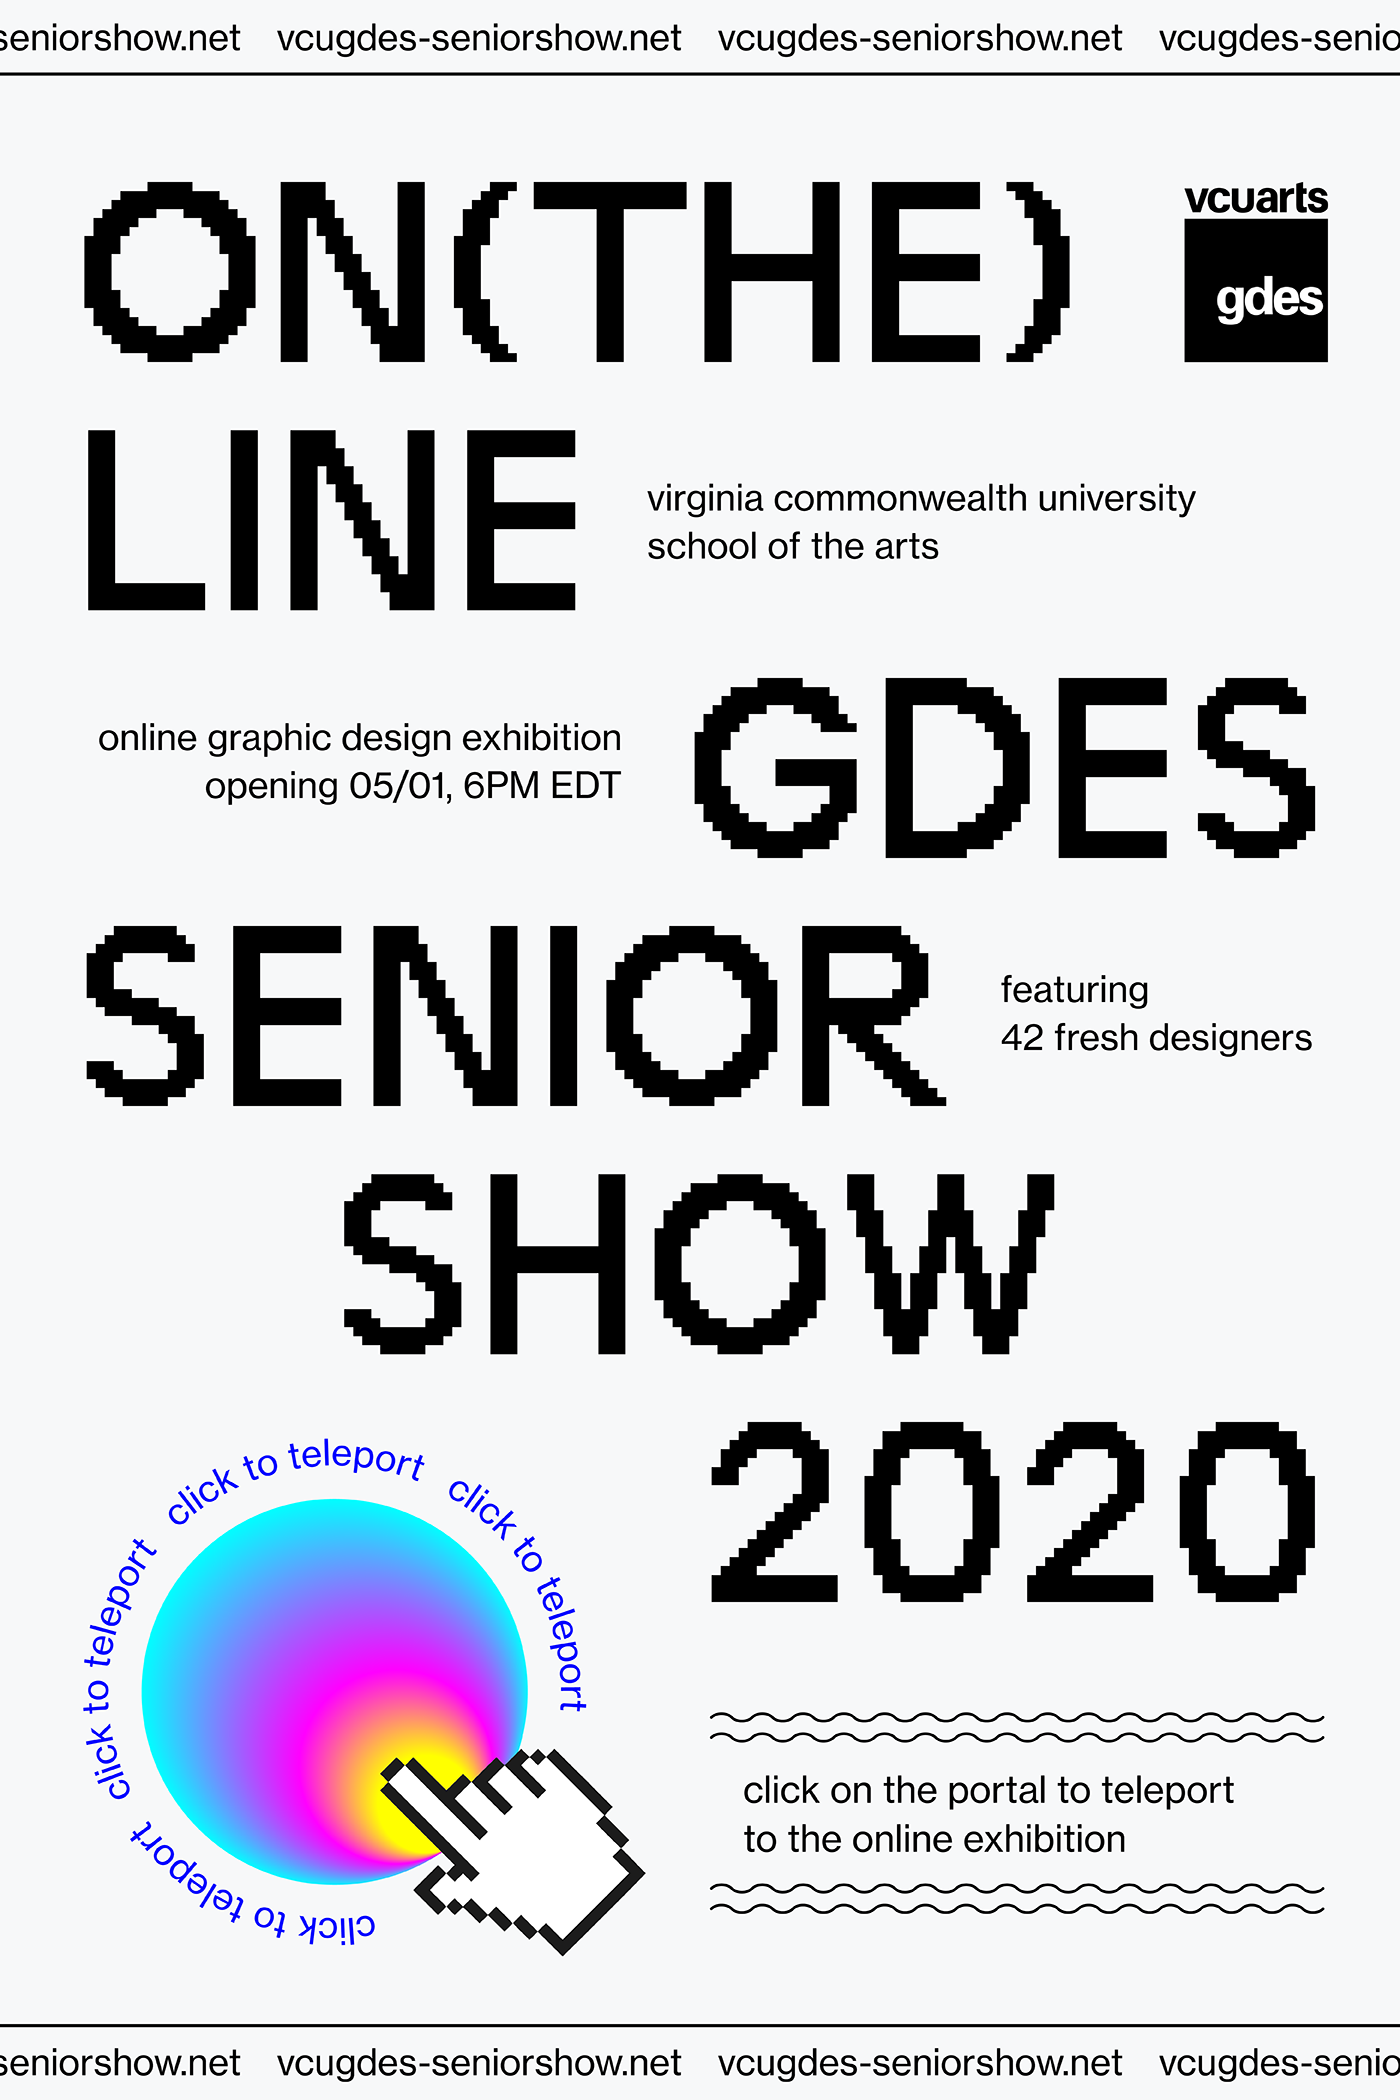 seniorshow.net vcugdes-seniorshow.net vcugdes-seniorshow.net vcugdes-senio
ON(THE)
vcuarts
gdes
LINE
virginia commonwealth university
school of the arts
online graphic design exhibition
opening 05/01, 6PM EDT
GDES
SENIOR
featuring
42 fresh designers
SHOW
2020
click to teleport click to teleport click to teleport click to teleport
click on the portal to teleport
to the online exhibition
seniorshow.net vcugdes-seniorshow.net vcugdes-seniorshow.net vcugdes-senio